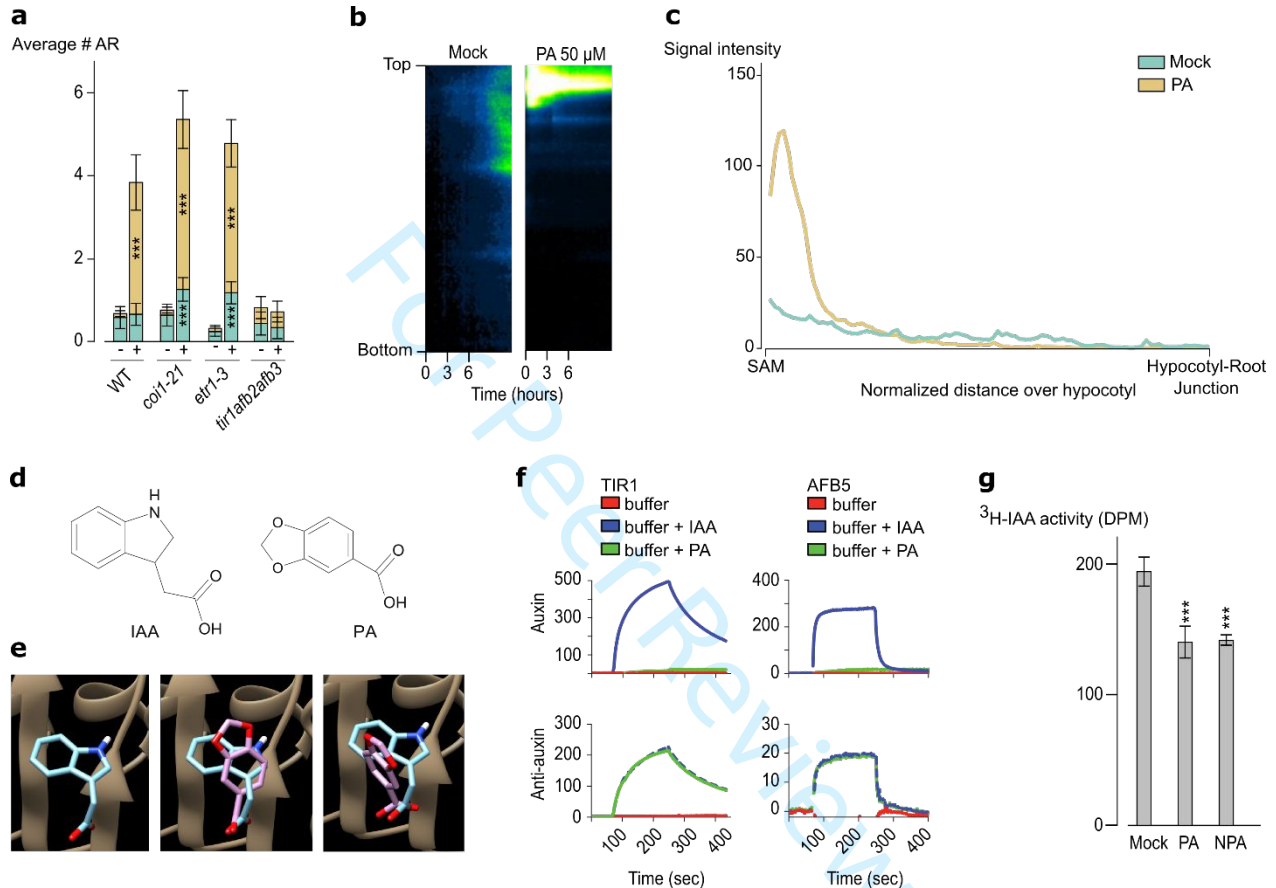 a
Average # AR
6
4
2
0
*** *** *** *** ***
- + - + - + - +
WT coi1-21 etr1-3 tir1afb2afb3
b
Mock PA 50 µM
Top
Bottom
0 3 6 0 3 6
Time (hours)
c
Signal intensity
Mock
PA
150
100
50
0
SAM Hypocotyl-Root
Junction
Normalized distance over hypocotyl
d
H
N
O
OH
IAA
O
O
O
OH
PA
e
f
TIR1 AFB5
buffer buffer
buffer + IAA buffer + IAA
buffer + PA buffer + PA
Auxin
500
300
100
0
400
200
0
Anti-auxin
300
200
100
0
30
20
10
0
100 200 300 400 100 200 300 400
Time (sec) Time (sec)
g
³H-IAA activity (DPM)
200
100
0
*** ***
Mock PA NPA
For Peer Review